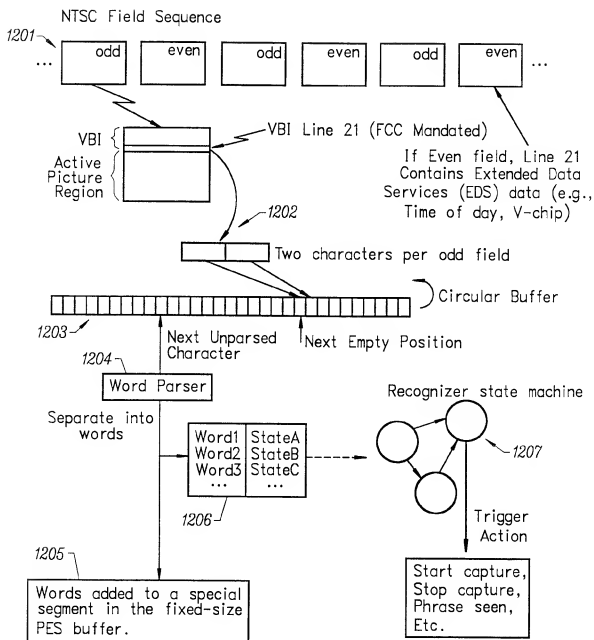 NTSC Field Sequence
1201
... odd even odd even odd even ...
VBI
VBI Line 21 (FCC Mandated)
Active
Picture
Region
If Even field, Line 21
Contains Extended Data
Services (EDS) data (e.g.,
Time of day, V-chip)
1202
Two characters per odd field
Circular Buffer
1203
Next Unparsed
Character
Next Empty Position
1204
Word Parser
Separate into
words
Recognizer state machine
Word1 StateA
Word2 StateB
Word3 StateC
... ...
1206
1207
Trigger
Action
1205
Words added to a special
segment in the fixed-size
PES buffer.
Start capture,
Stop capture,
Phrase seen,
Etc.